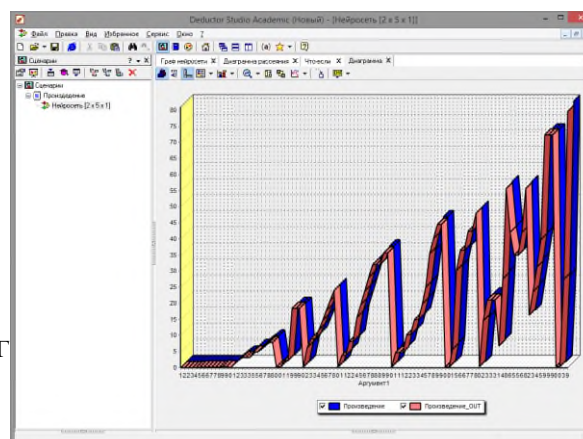 Deductor Studio Academic (Новый) - [Нейросеть [2 x 5 x 1]]
Файл Правка Вид Избранное Сервис Окно ?
Сценарии
Граф нейросети X Диаграмма рассеяния X Что-если X Диаграмма X
Сценарии
Произведение
Нейросеть [2 x 5 x 1]
80
75
70
65
60
55
50
45
40
35
30
25
20
15
10
5
0
Аргумент1
Произведение Произведение_OUT